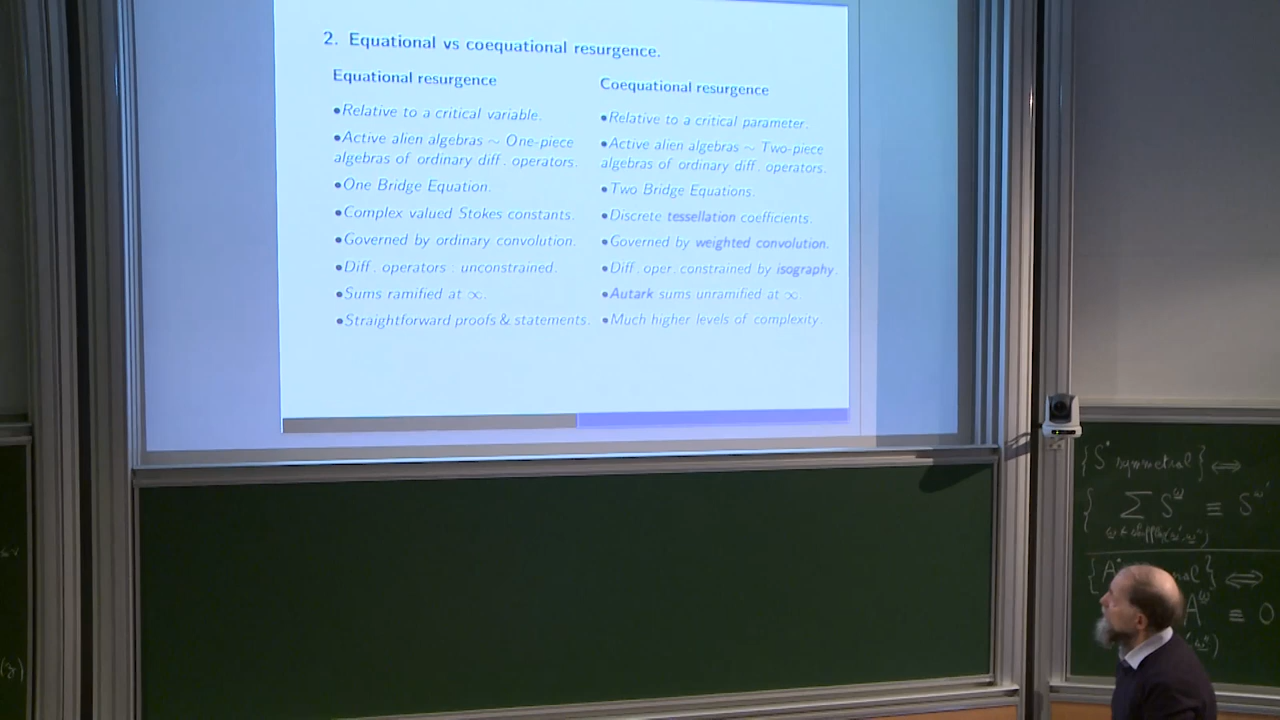 2. Equational vs coequational resurgence.
Equational resurgence
•Relative to a critical variable.
•Active alien algebras ∼ One-piece
algebras of ordinary diff. operators.
•One Bridge Equation.
•Complex valued Stokes constants.
•Governed by ordinary convolution.
•Diff. operators : unconstrained.
•Sums ramified at ∞.
•Straightforward proofs & statements.
Coequational resurgence
•Relative to a critical parameter.
•Active alien algebras ∼ Two-piece
algebras of ordinary diff. operators.
•Two Bridge Equations.
•Discrete tessellation coefficients.
•Governed by weighted convolution.
•Diff. oper. constrained by isography.
•Autark sums unramified at ∞.
•Much higher levels of complexity.
{S• symmetral} ⟺
{ ∑ S^ω ≡ S^ω'
{A• ⟺
A^ω ≡ 0